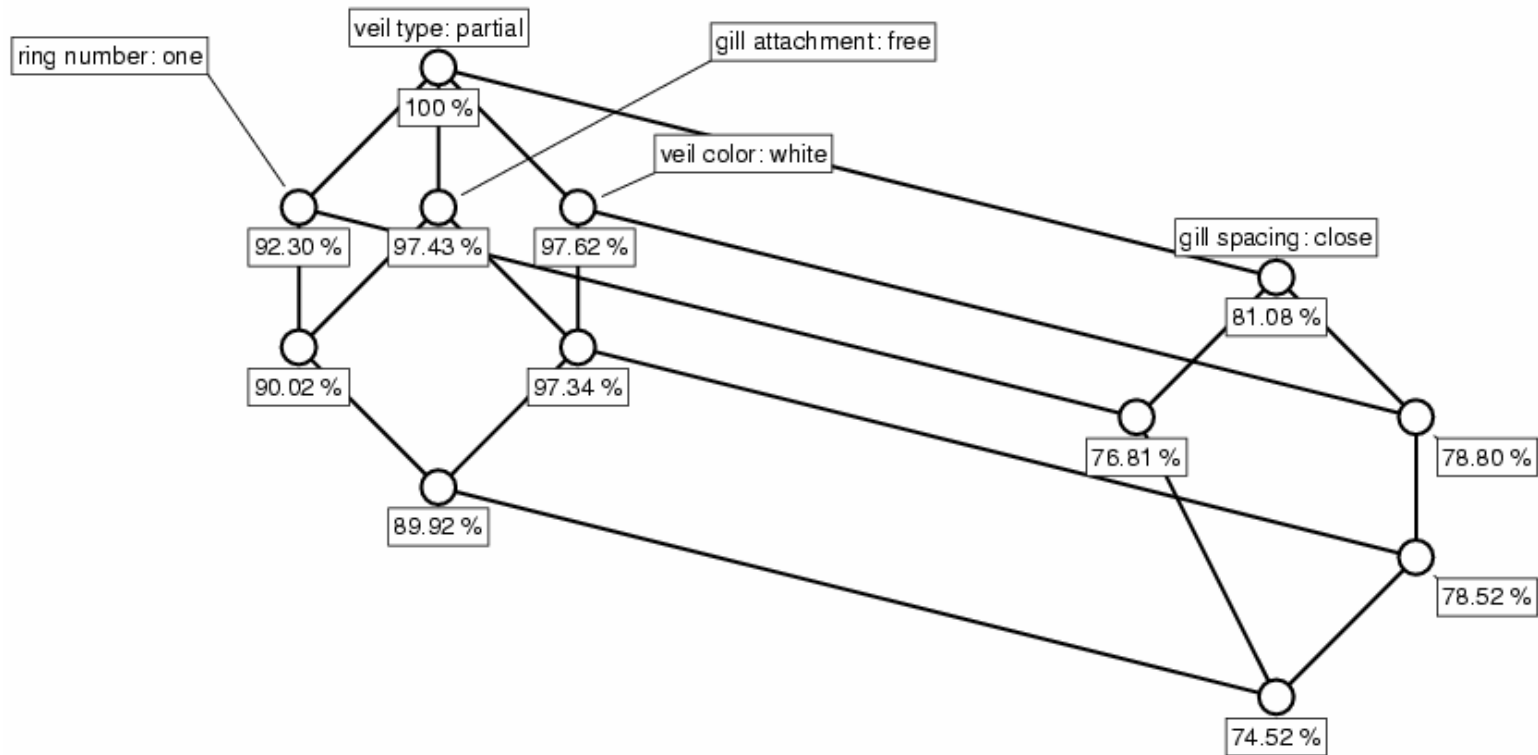 veil type: partial
ring number: one
gill attachment: free
100 %
veil color: white
92.30 %
97.43 %
97.62 %
gill spacing: close
81.08 %
90.02 %
97.34 %
76.81 %
78.80 %
89.92 %
78.52 %
74.52 %